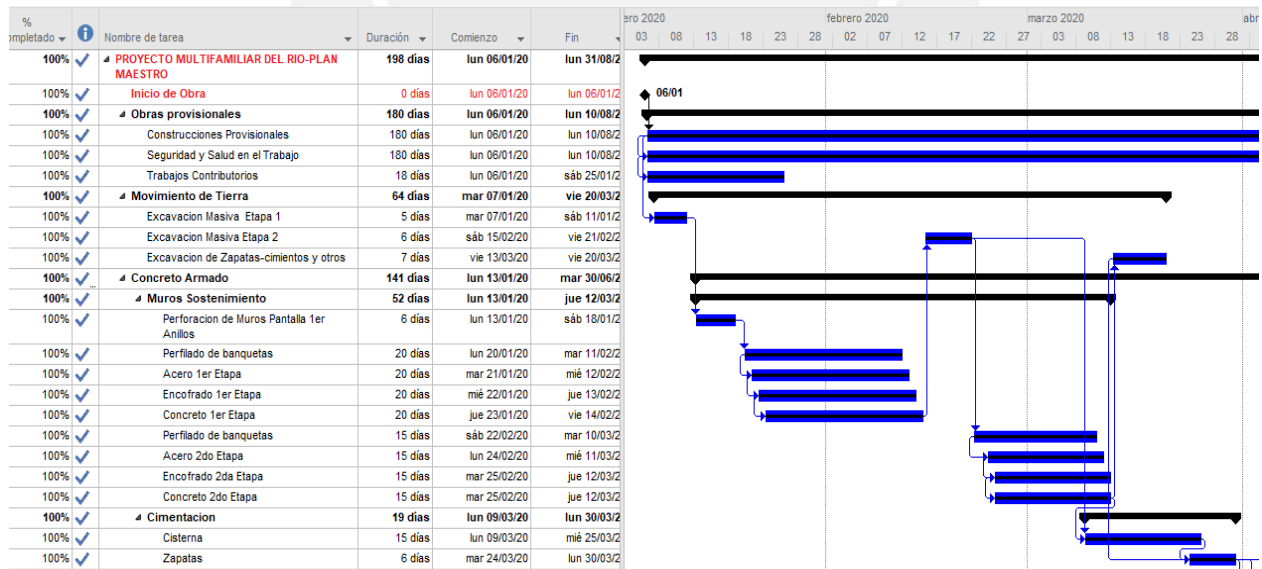 % ompletado Nombre de tarea Duración Comienzo Fin
ero 2020 febrero 2020 marzo 2020 abr
03 08 13 18 23 28 02 07 12 17 22 27 03 08 13 18 23 28
100% PROYECTO MULTIFAMILIAR DEL RIO-PLAN MAESTRO 198 días lun 06/01/20 lun 31/08/2
100% Inicio de Obra 0 días lun 06/01/20 lun 06/01/2 06/01
100% Obras provisionales 180 días lun 06/01/20 lun 10/08/2
100% Construcciones Provisionales 180 días lun 06/01/20 lun 10/08/2
100% Seguridad y Salud en el Trabajo 180 días lun 06/01/20 lun 10/08/2
100% Trabajos Contributorios 18 días lun 06/01/20 sáb 25/01/2
100% Movimiento de Tierra 64 días mar 07/01/20 vie 20/03/2
100% Excavacion Masiva Etapa 1 5 días mar 07/01/20 sáb 11/01/2
100% Excavacion Masiva Etapa 2 6 días sáb 15/02/20 vie 21/02/2
100% Excavacion de Zapatas-cimientos y otros 7 días vie 13/03/20 vie 20/03/2
100% Concreto Armado 141 días lun 13/01/20 mar 30/06/2
100% Muros Sostenimiento 52 días lun 13/01/20 jue 12/03/2
100% Perforacion de Muros Pantalla 1er Anillos 6 días lun 13/01/20 sáb 18/01/2
100% Perfilado de banquetas 20 días lun 20/01/20 mar 11/02/2
100% Acero 1er Etapa 20 días mar 21/01/20 mié 12/02/2
100% Encofrado 1er Etapa 20 días mié 22/01/20 jue 13/02/2
100% Concreto 1er Etapa 20 días jue 23/01/20 vie 14/02/2
100% Perfilado de banquetas 15 días sáb 22/02/20 mar 10/03/2
100% Acero 2do Etapa 15 días lun 24/02/20 mié 11/03/2
100% Encofrado 2da Etapa 15 días mar 25/02/20 jue 12/03/2
100% Concreto 2do Etapa 15 días mar 25/02/20 jue 12/03/2
100% Cimentacion 19 días lun 09/03/20 lun 30/03/2
100% Cisterna 15 días lun 09/03/20 mié 25/03/2
100% Zapatas 6 días mar 24/03/20 lun 30/03/2